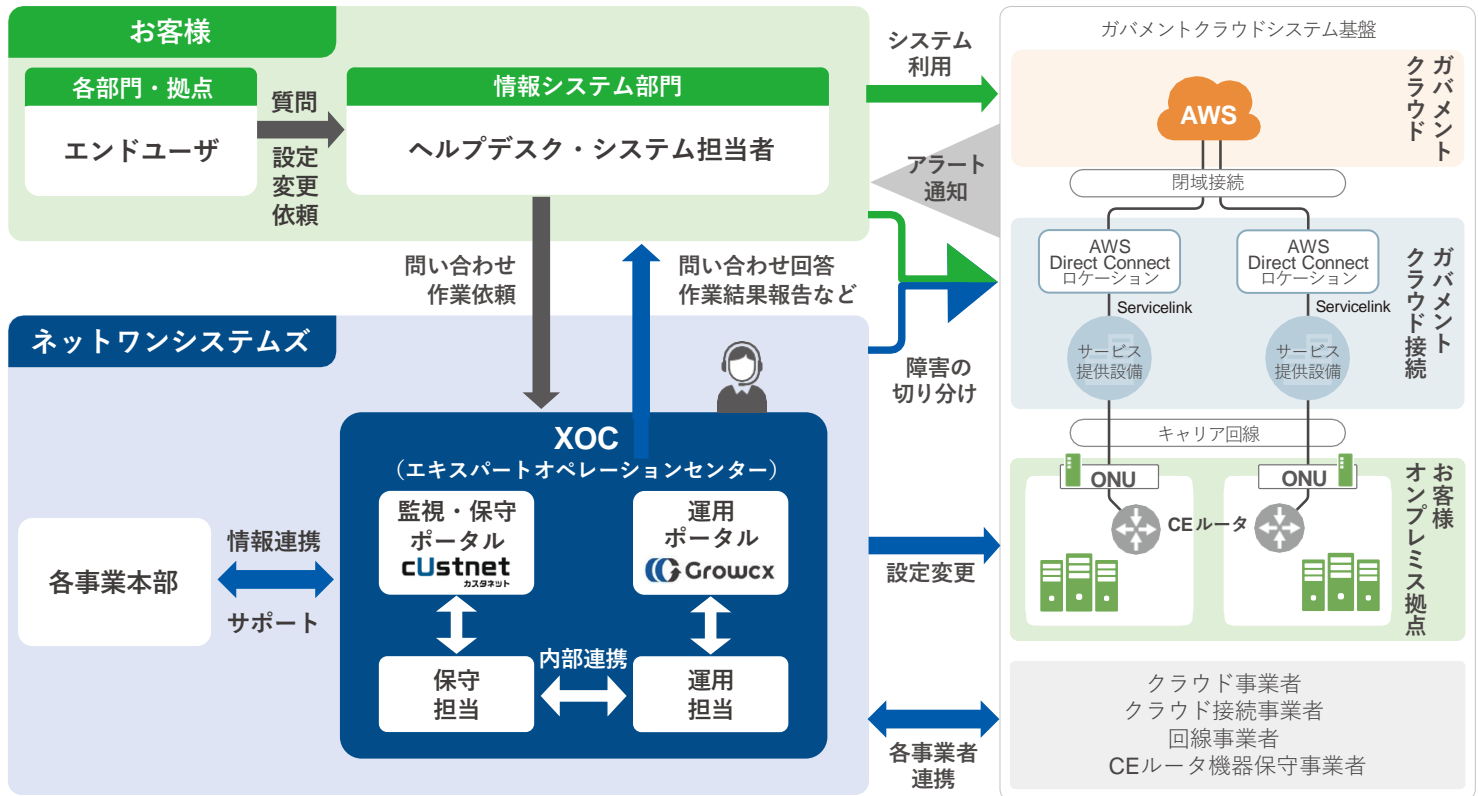 お客様
各部門・拠点
エンドユーザ
質問
設定
変更
依頼
情報システム部門
ヘルプデスク・システム担当者
問い合わせ
作業依頼
問い合わせ回答
作業結果報告など
システム
利用
アラート
通知
障害の
切り分け
ネットワンシステムズ
XOC
（エキスパートオペレーションセンター）
監視・保守
ポータル
cUstnet
カスタネット
運用
ポータル
Growcx
各事業本部
情報連携
サポート
保守
担当
内部連携
運用
担当
設定変更
各事業者
連携
ガバメントクラウドシステム基盤
AWS
ガバメント
クラウド
閉域接続
AWS
Direct Connect
ロケーション
AWS
Direct Connect
ロケーション
Servicelink
Servicelink
サービス
提供設備
サービス
提供設備
ガバメント
クラウド接続
キャリア回線
ONU
ONU
CEルータ
お客様
オンプレミス拠点
クラウド事業者
クラウド接続事業者
回線事業者
CEルータ機器保守事業者